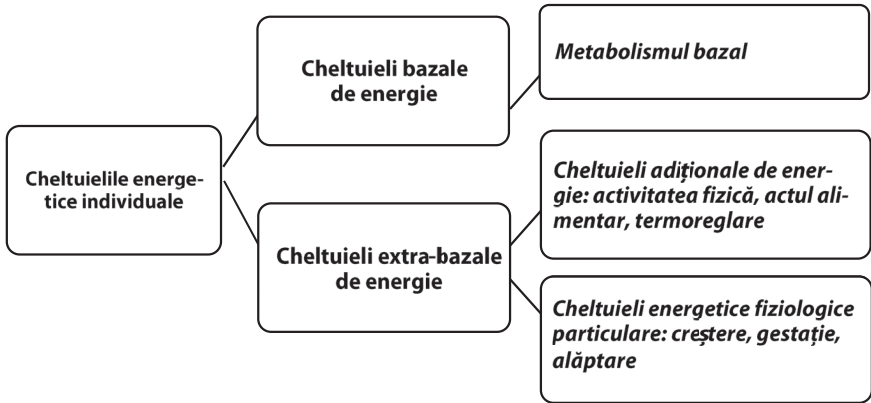 Cheltuielile energe-
tice individuale
Cheltuieli bazale
de energie
Metabolismul bazal
Cheltuieli extra-bazale
de energie
Cheltuieli adiționale de ener-
gie: activitatea fizică, actul ali-
mentar, termoreglare
Cheltuieli energetice fiziologice
particulare: creștere, gestație,
alăptare